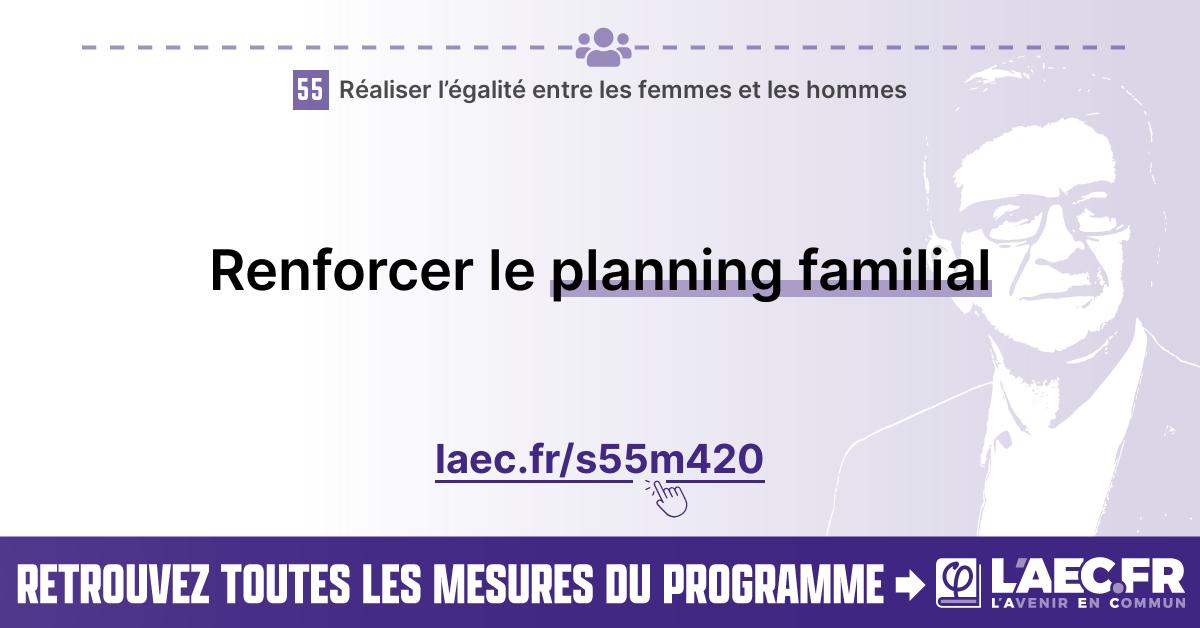 55 Réaliser l’égalité entre les femmes et les hommes
Renforcer le planning familial
laec.fr/s55m420
RETROUVEZ TOUTES LES MESURES DU PROGRAMME
φ L'AEC.FR
L'AVENIR EN COMMUN